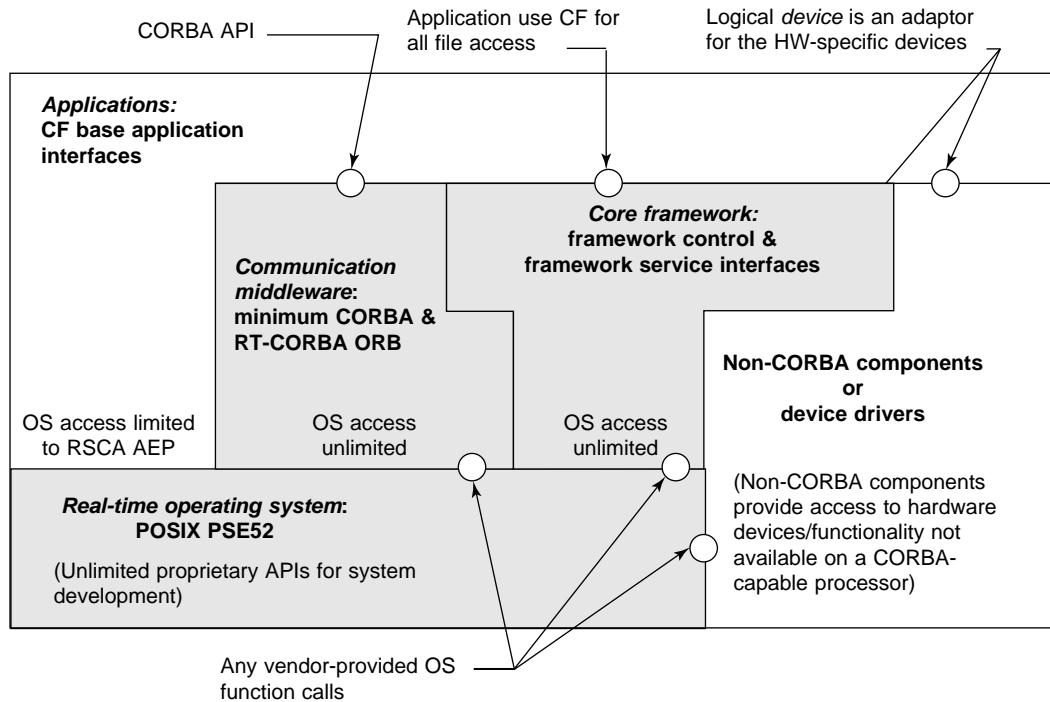 CORBA API
Application use CF for
all file access
Logical device is an adaptor
for the HW-specific devices
Applications:
CF base application
interfaces
Core framework:
framework control &
framework service interfaces
Communication
middleware:
minimum CORBA &
RT-CORBA ORB
Non-CORBA components
or
device drivers
OS access limited
to RSCA AEP
OS access
unlimited
OS access
unlimited
(Non-CORBA components
provide access to hardware
devices/functionality not
available on a CORBA-
capable processor)
Real-time operating system:
POSIX PSE52
(Unlimited proprietary APIs for system
development)
Any vendor-provided OS
function calls